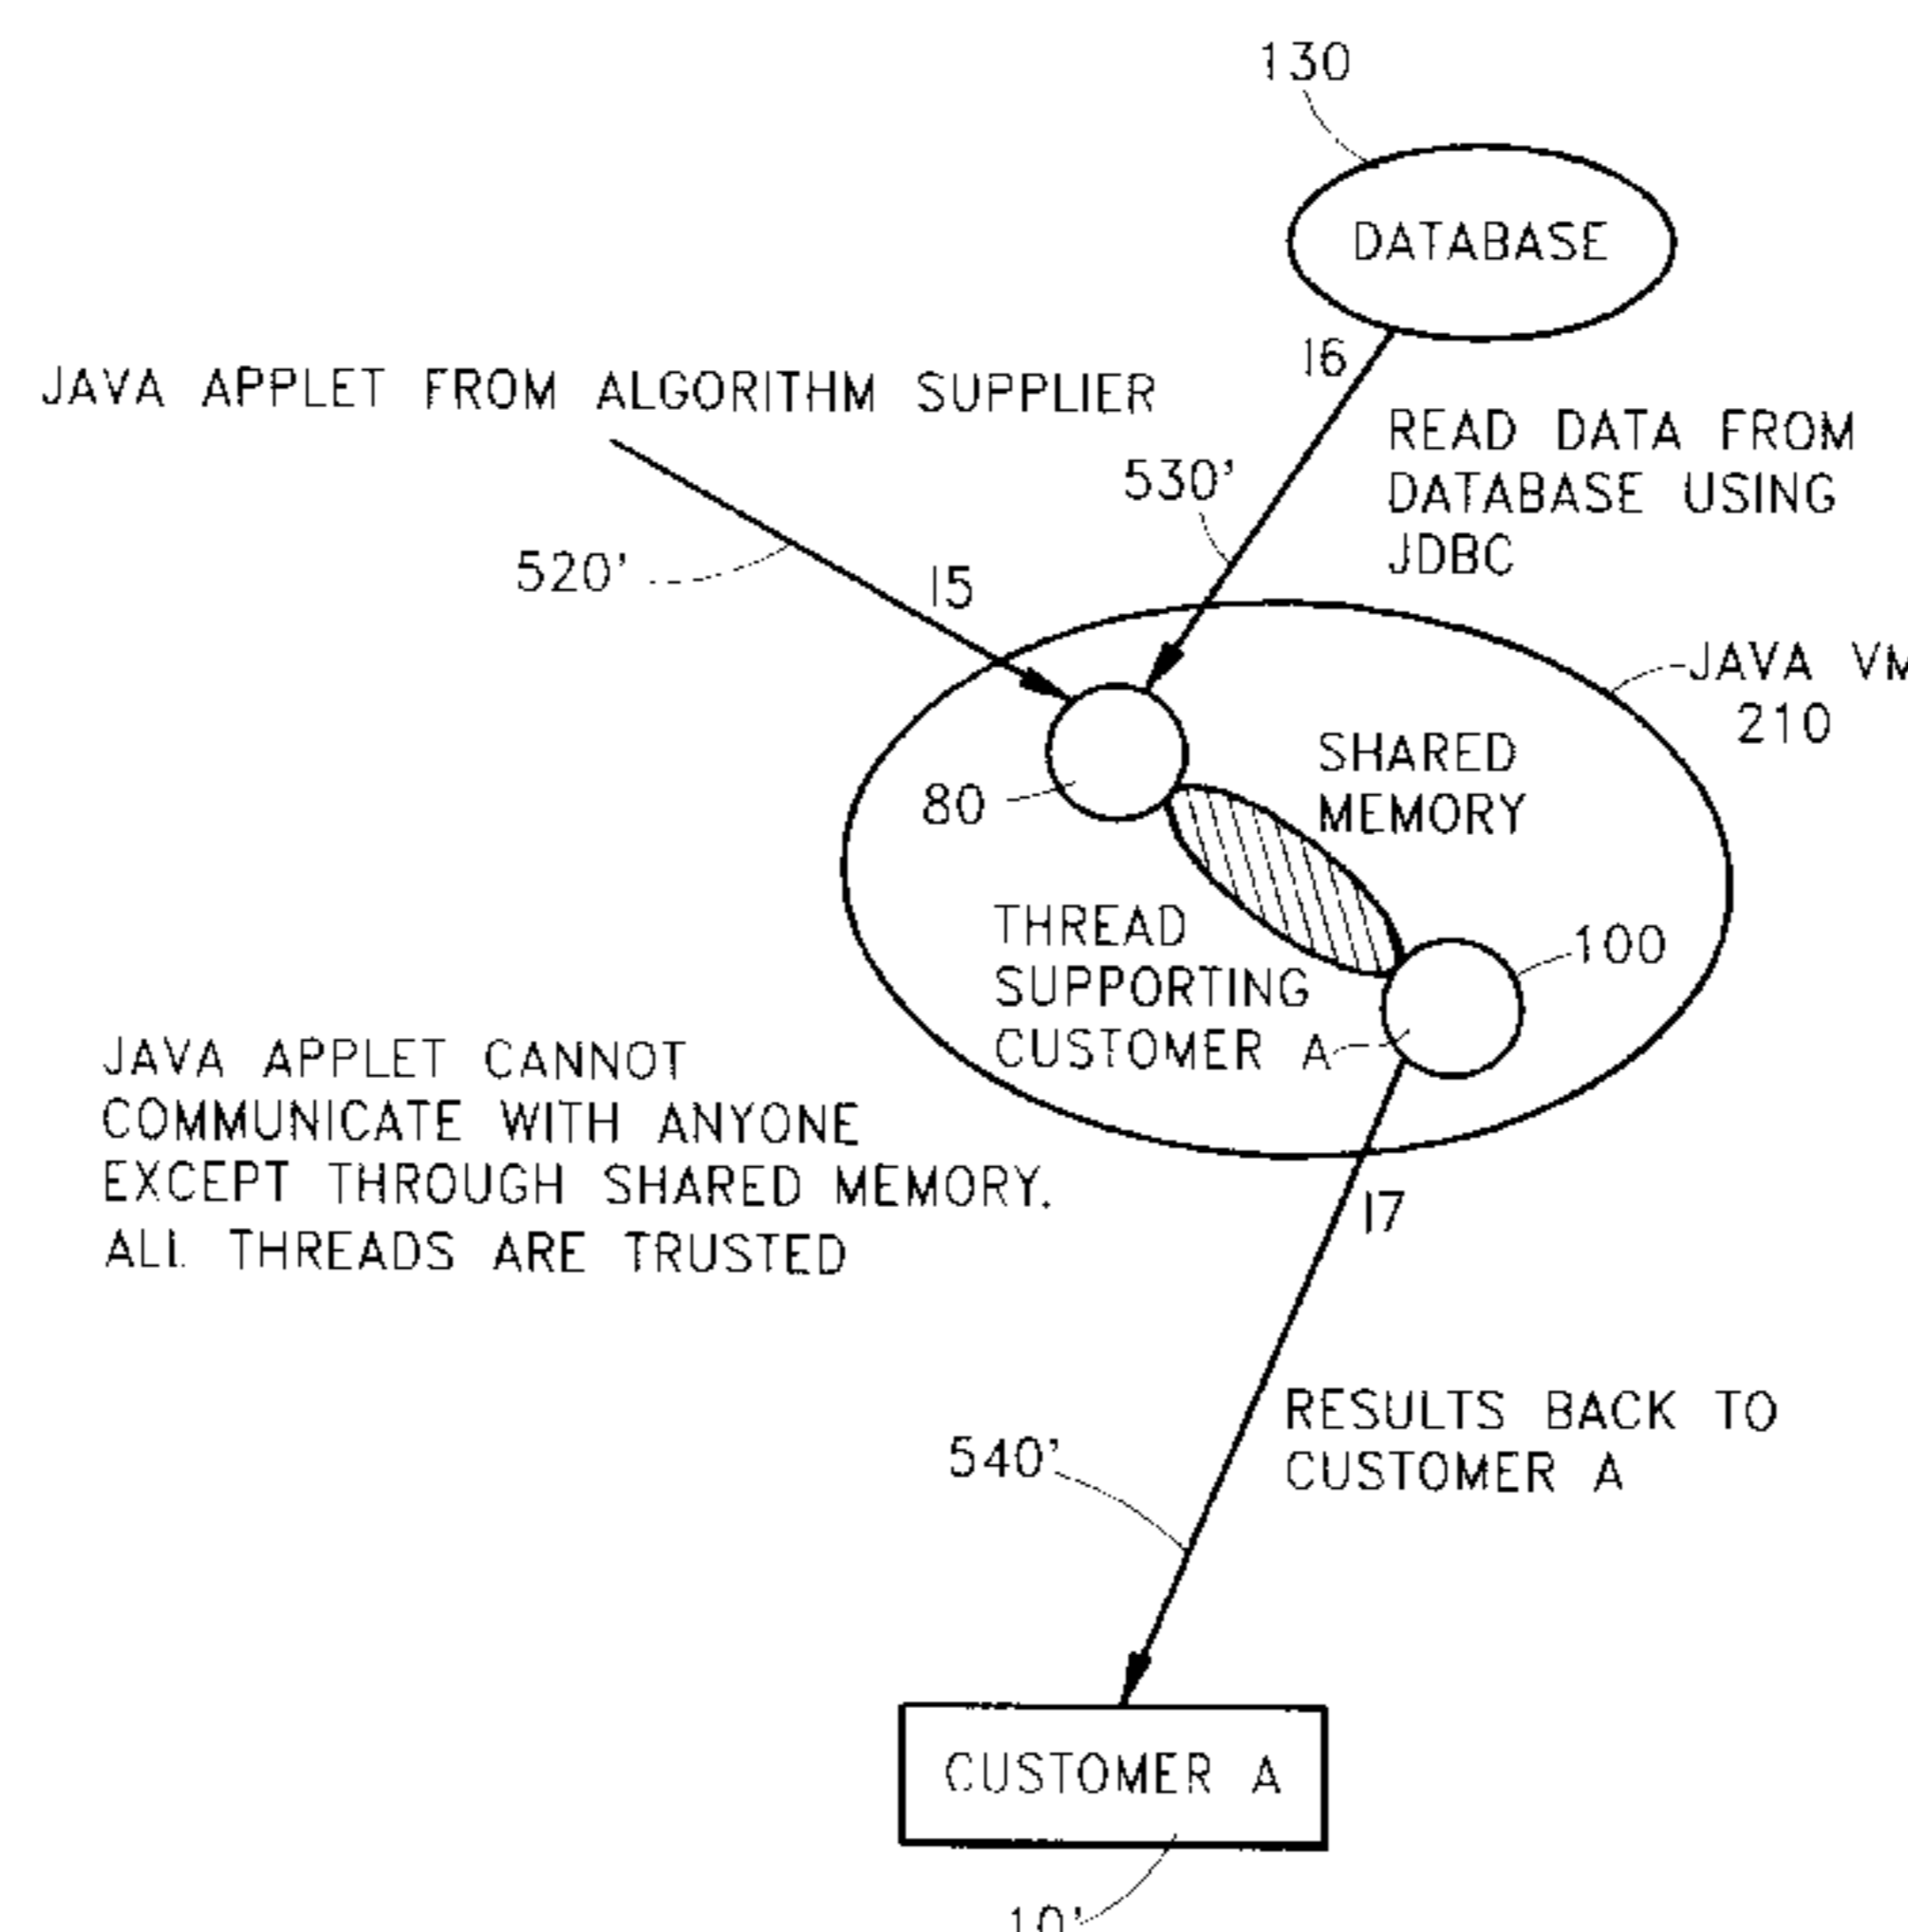 130
DATABASE
16
JAVA APPLET FROM ALGORITHM SUPPLIER
READ DATA FROM
DATABASE USING
JDBC
530'
520'
15
JAVA VM
210
SHARED
MEMORY
80
THREAD
SUPPORTING
CUSTOMER A
100
JAVA APPLET CANNOT
COMMUNICATE WITH ANYONE
EXCEPT THROUGH SHARED MEMORY.
ALL THREADS ARE TRUSTED
17
RESULTS BACK TO
CUSTOMER A
540'
CUSTOMER A
10'